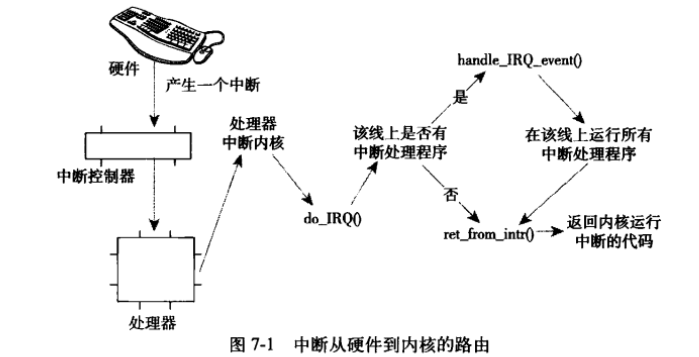 硬件
产生一个中断
中断控制器
处理器
处理器
中断内核
do_IRQ()
该线上是否有
中断处理程序
是
handle_IRQ_event()
在该线上运行所有
中断处理程序
否
ret_from_intr()
返回内核运行
中断的代码
图 7-1 中断从硬件到内核的路由